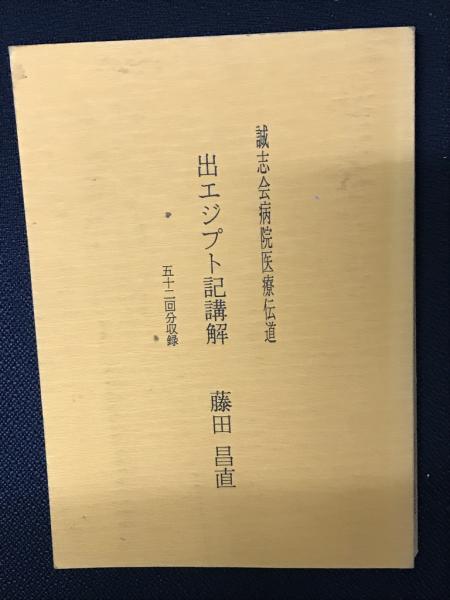 誠志会病院医療伝道
出エジプト記講解
五十二回分収録
藤田昌直